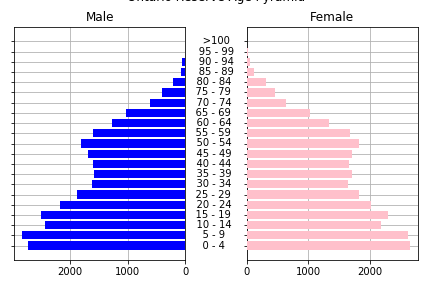 Ontario Reserve Age Pyramid
Male
Female
>100
95 - 99
90 - 94
85 - 89
80 - 84
75 - 79
70 - 74
65 - 69
60 - 64
55 - 59
50 - 54
45 - 49
40 - 44
35 - 39
30 - 34
25 - 29
20 - 24
15 - 19
10 - 14
5 - 9
0 - 4
2000 1000 0
0 1000 2000